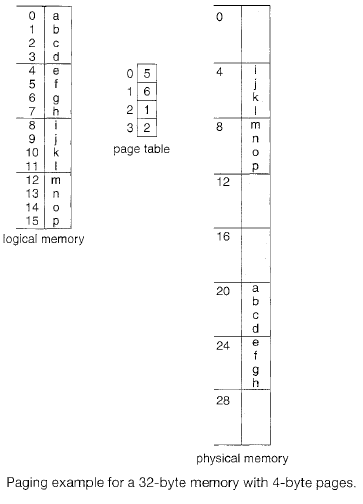 0 a
1 b
2 c
3 d
4 e
5 f
6 g
7 h
8 i
9 j
10 k
11 l
12 m
13 n
14 o
15 p
logical memory
0 5
1 6
2 1
3 2
page table
0
4 i
j
k
l
8 m
n
o
p
12
16
20 a
b
c
d
24 e
f
g
h
28
physical memory
Paging example for a 32-byte memory with 4-byte pages.